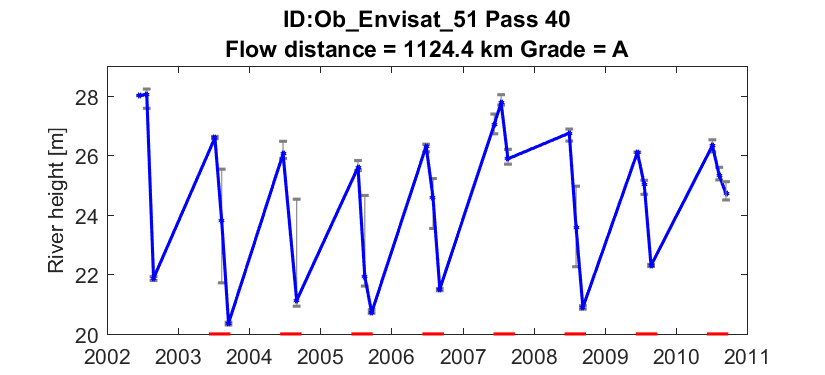 ID:Ob_Envisat_51 Pass 40
Flow distance = 1124.4 km Grade = A
River height [m]
28
26
24
22
20
2002 2003 2004 2005 2006 2007 2008 2009 2010 2011